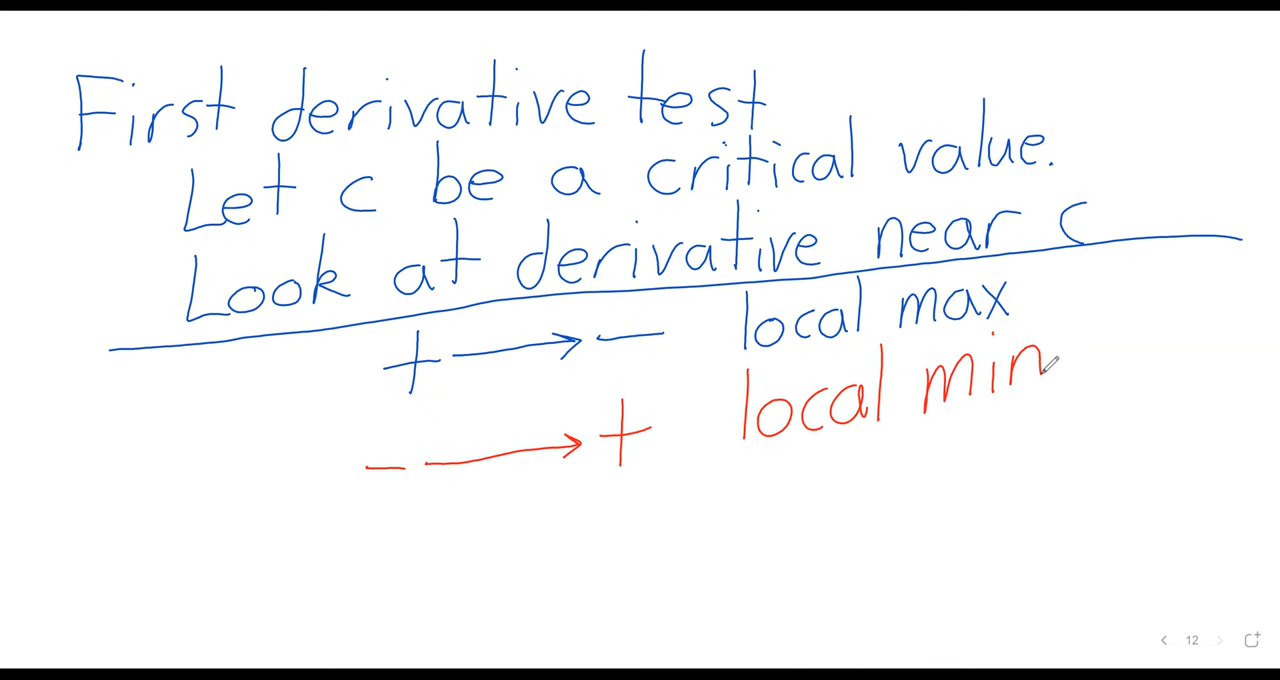 First derivative test
Let c be a critical value.
Look at derivative near c
+ → − local max
− → + local min
12